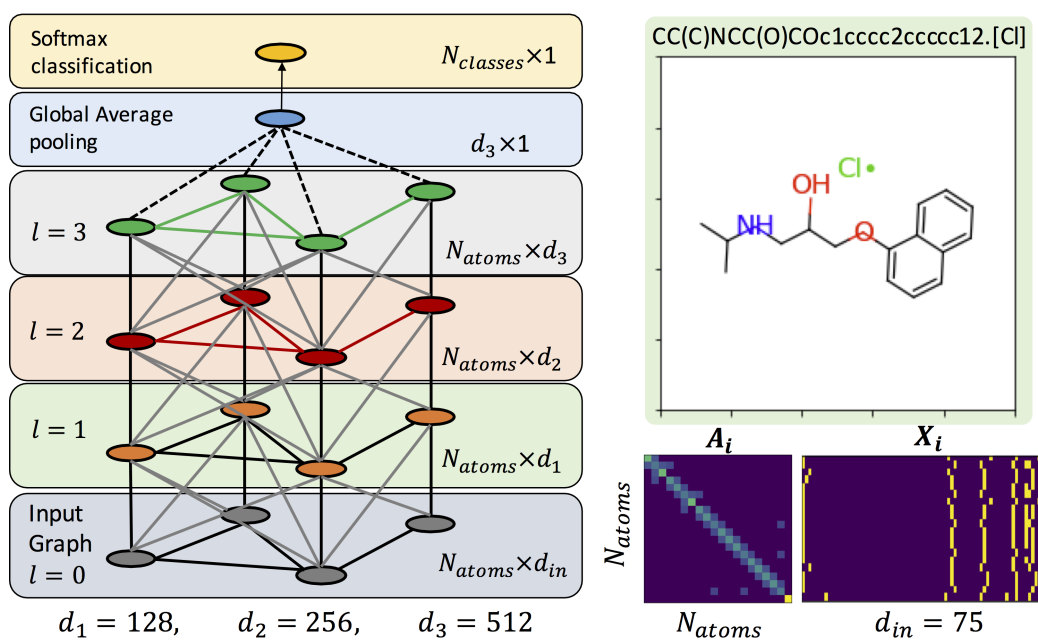 Softmax
classification
N_classes×1
Global Average
pooling
d_3×1
l = 3
N_atoms×d_3
l = 2
N_atoms×d_2
l = 1
N_atoms×d_1
Input
Graph
l = 0
N_atoms×d_in
d_1 = 128, d_2 = 256, d_3 = 512
CC(C)NCC(O)COc1cccc2ccccc12.[Cl]
Cl•
OH
NH
O
A_i
X_i
N_atoms
N_atoms
d_in = 75